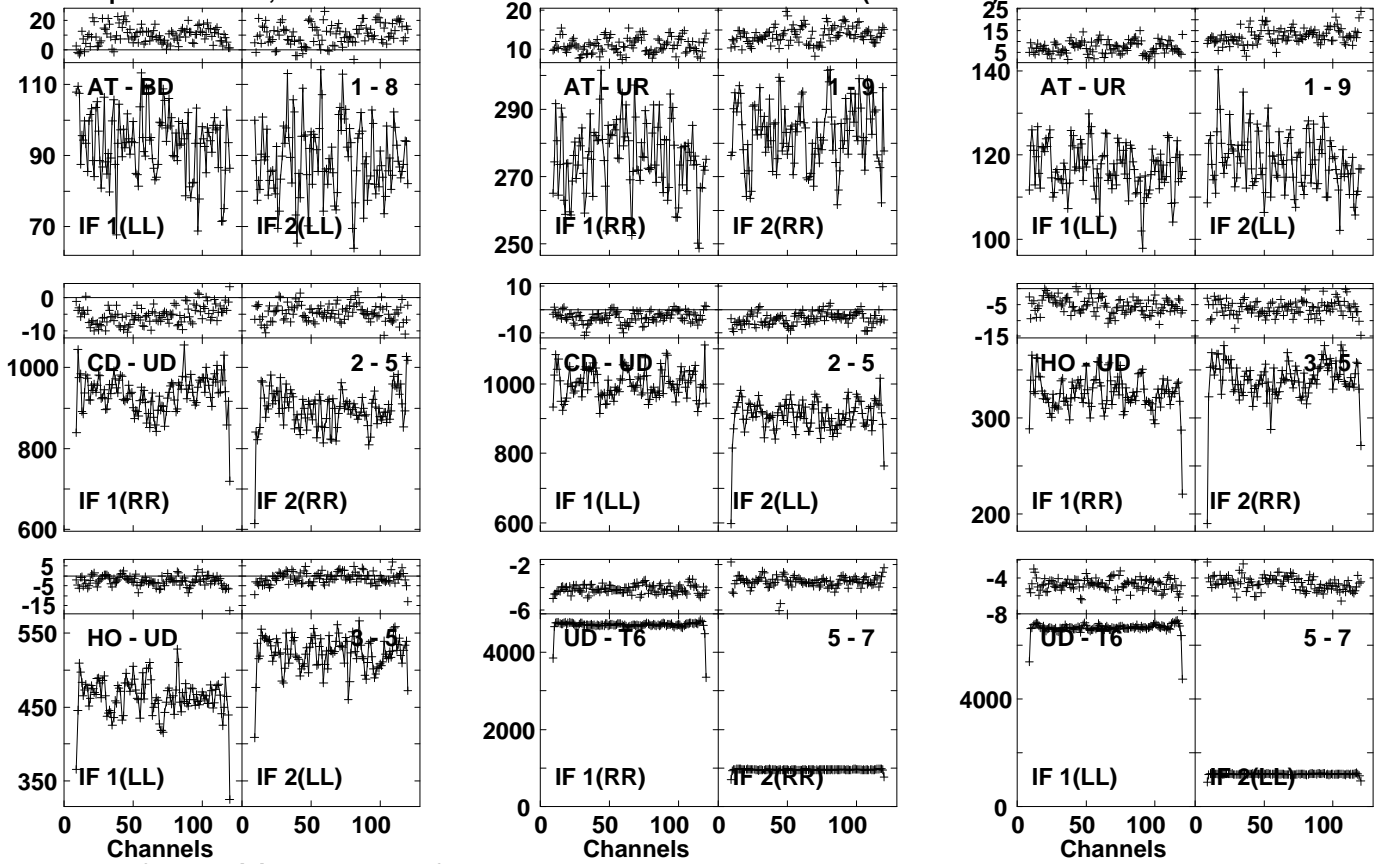 20
0
110
90
70
AT - BD
1 - 8
IF 1(LL)
IF 2(LL)
20
10
290
270
250
AT - UR
1 - 9
IF 1(RR)
IF 2(RR)
25
15
5
140
120
100
AT - UR
1 - 9
IF 1(LL)
IF 2(LL)
0
-10
1000
800
600
CD - UD
2 - 5
IF 1(RR)
IF 2(RR)
10
-10
1000
800
600
CD - UD
2 - 5
IF 1(LL)
IF 2(LL)
-5
-15
300
200
HO - UD
3 - 5
IF 1(RR)
IF 2(RR)
5
-5
-15
550
450
350
HO - UD
3 - 5
IF 1(LL)
IF 2(LL)
0 50 100 0 50 100
Channels
-2
-6
4000
2000
0
UD - T6
5 - 7
IF 1(RR)
IF 2(RR)
0 50 100 0 50 100
Channels
-4
-8
4000
0
UD - T6
5 - 7
IF 1(LL)
IF 2(LL)
0 50 100 0 50 100
Channels